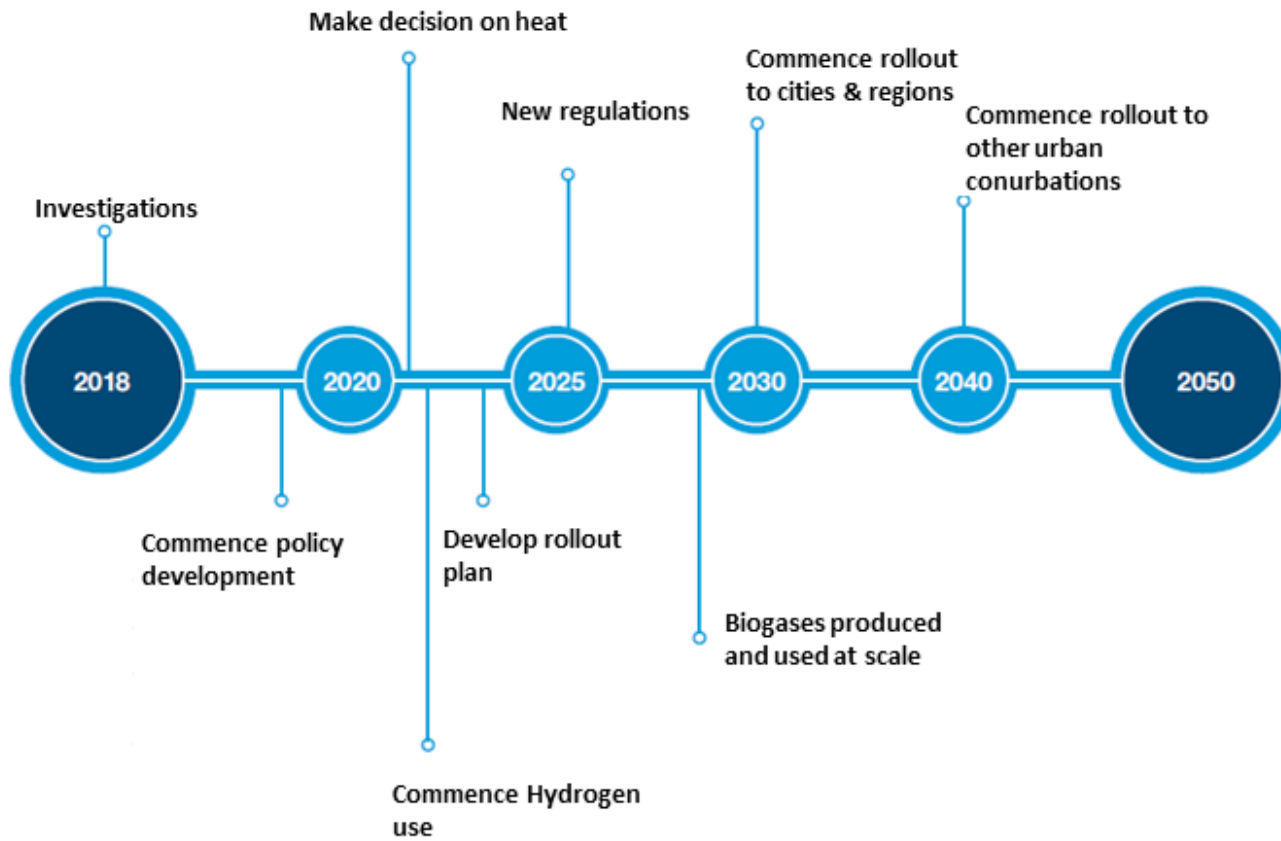 Make decision on heat
Commence rollout
to cities & regions
New regulations
Commence rollout to
other urban
conurbations
Investigations
2018
2020
2025
2030
2040
2050
Commence policy
development
Develop rollout
plan
Biogases produced
and used at scale
Commence Hydrogen
use